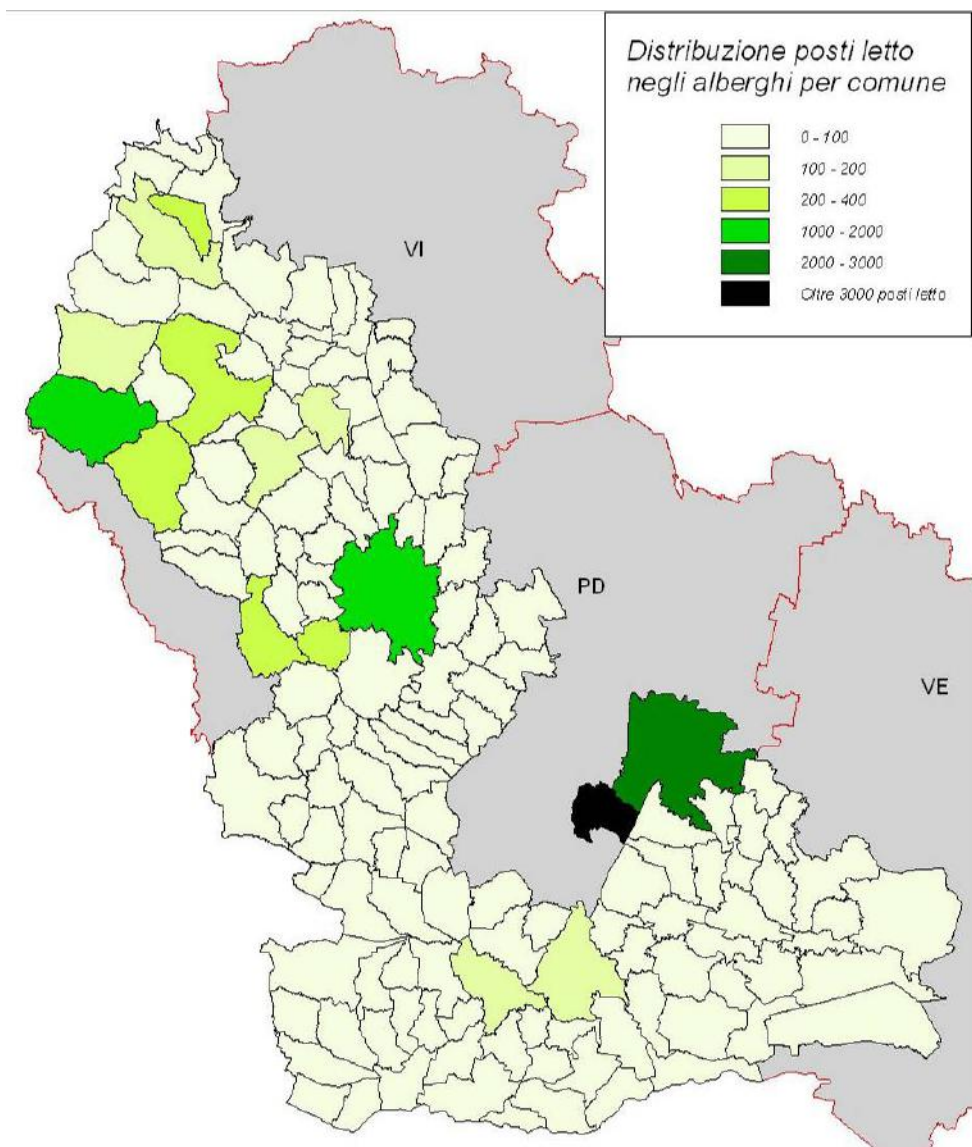 Distribuzione posti letto
negli alberghi per comune
0 - 100
100 - 200
200 - 400
1000 - 2000
2000 - 3000
Oltre 3000 posti letto
VI
PD
VE